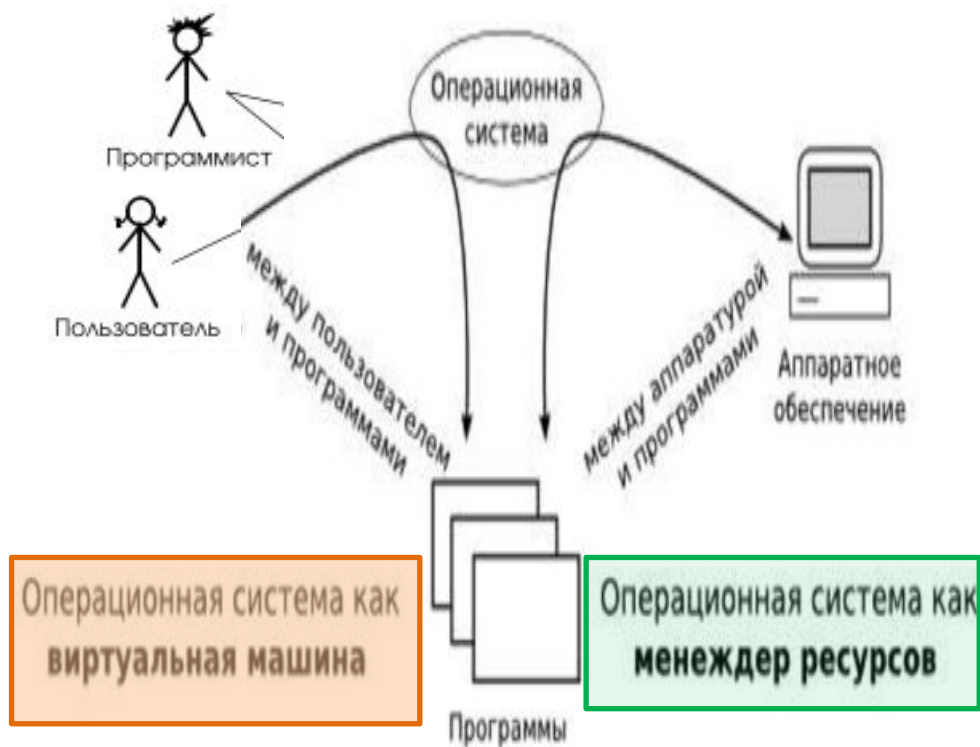 Программист
Операционная
система
Пользователь
между пользователем
и программами
между аппаратурой
и программами
Аппаратное
обеспечение
Операционная система как
виртуальная машина
Операционная система как
менеждер ресурсов
Программы